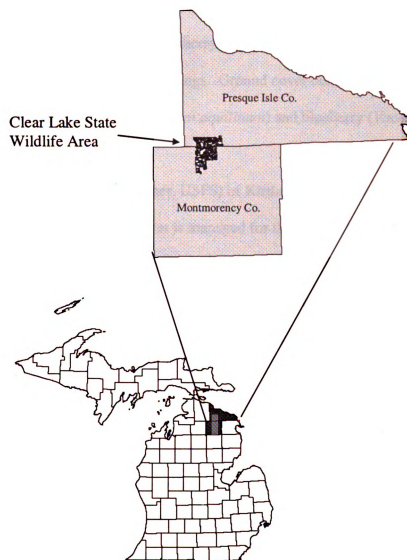 Presque Isle Co.
Clear Lake State
Wildlife Area
Montmorency Co.